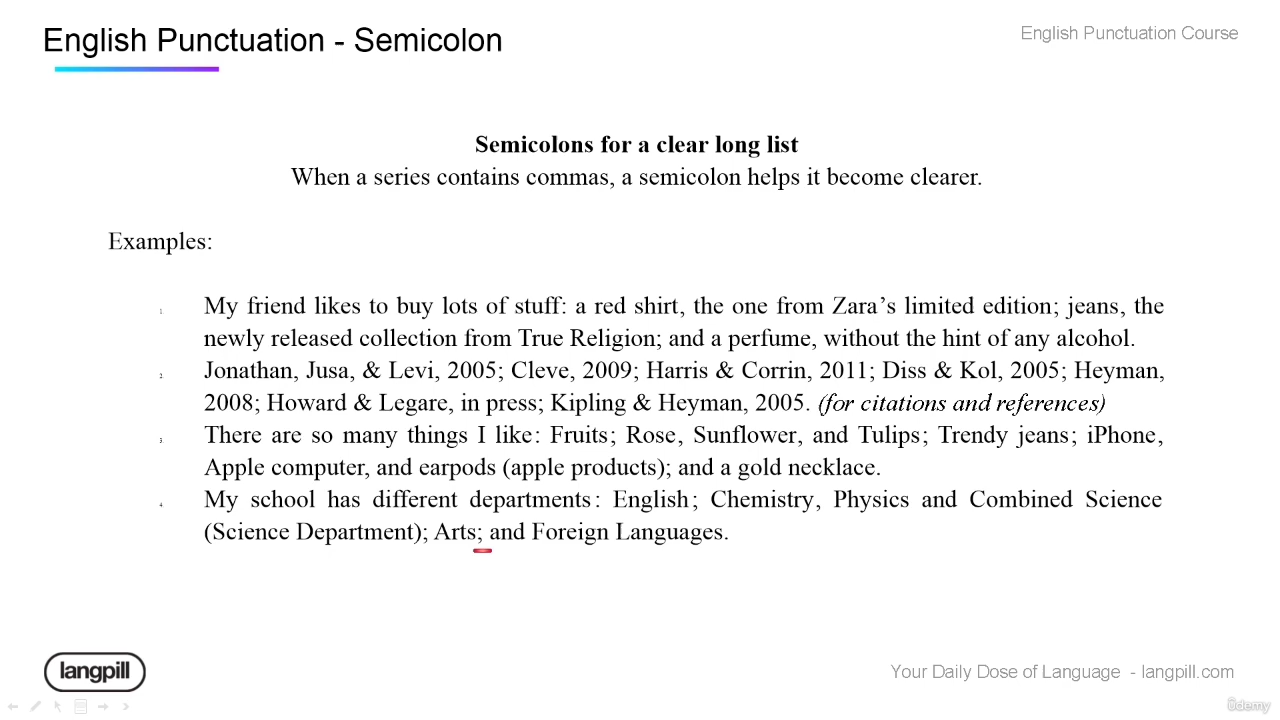 English Punctuation - Semicolon
English Punctuation Course
Semicolons for a clear long list
When a series contains commas, a semicolon helps it become clearer.
Examples:
1. My friend likes to buy lots of stuff: a red shirt, the one from Zara’s limited edition; jeans, the
newly released collection from True Religion; and a perfume, without the hint of any alcohol.
2. Jonathan, Jusa, & Levi, 2005; Cleve, 2009; Harris & Corrin, 2011; Diss & Kol, 2005; Heyman,
2008; Howard & Legare, in press; Kipling & Heyman, 2005. (for citations and references)
3. There are so many things I like: Fruits; Rose, Sunflower, and Tulips; Trendy jeans; iPhone,
Apple computer, and earpods (apple products); and a gold necklace.
4. My school has different departments: English; Chemistry, Physics and Combined Science
(Science Department); Arts; and Foreign Languages.
langpill
Your Daily Dose of Language - langpill.com
ûdemy